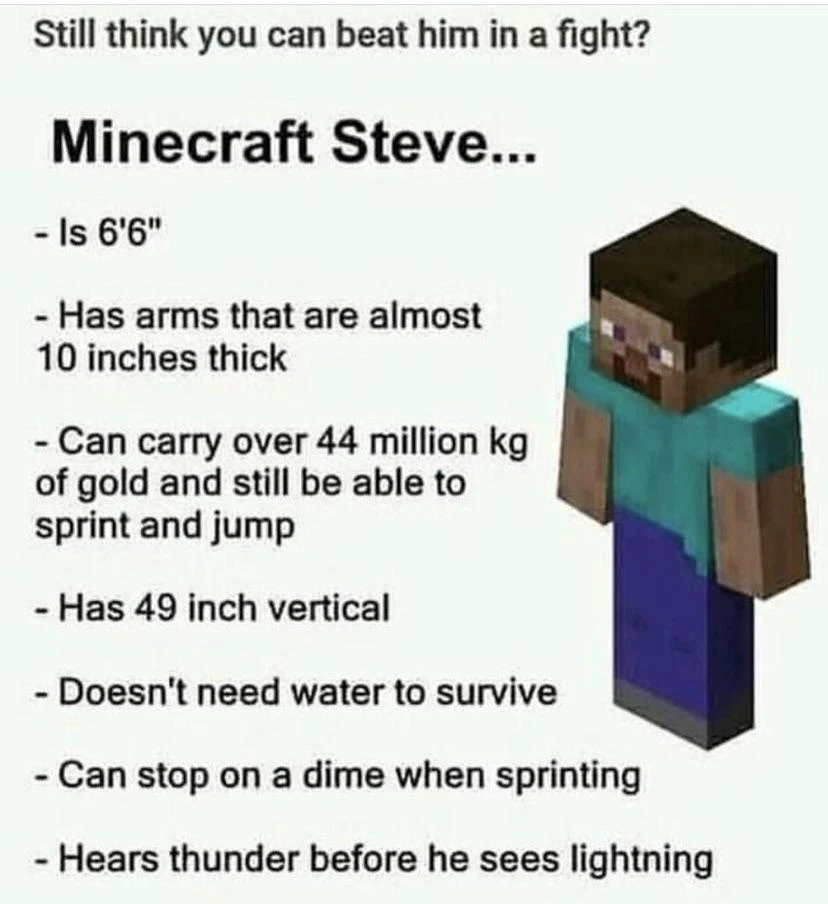 Still think you can beat him in a fight?
Minecraft Steve...
- Is 6'6"
- Has arms that are almost
10 inches thick
- Can carry over 44 million kg
of gold and still be able to
sprint and jump
- Has 49 inch vertical
- Doesn't need water to survive
- Can stop on a dime when sprinting
- Hears thunder before he sees lightning